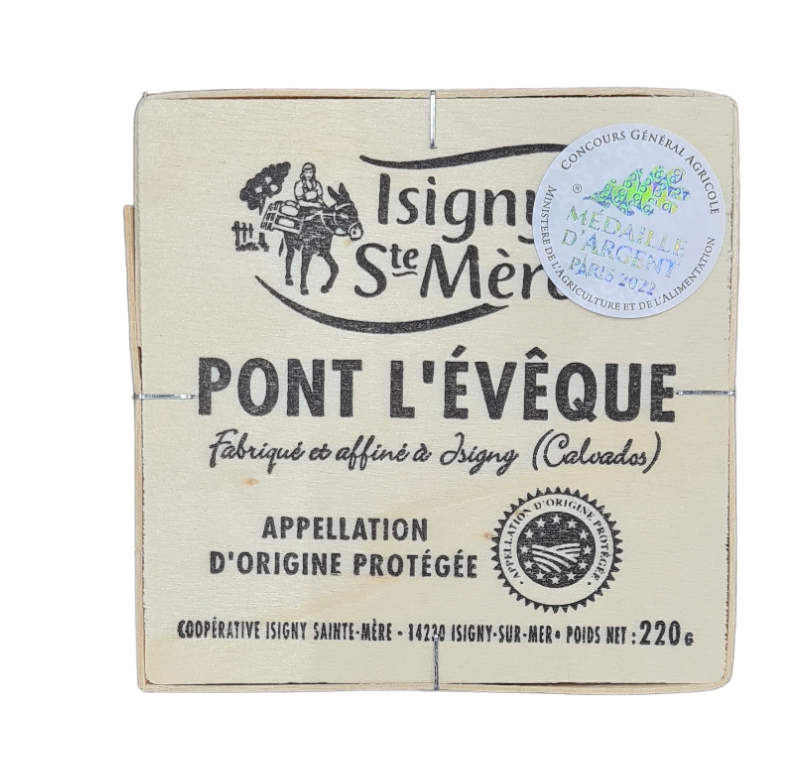 Isigny
Ste Mère
CONCOURS GÉNÉRAL AGRICOLE
®
MÉDAILLE
D'ARGENT
PARIS 2022
MINISTÈRE DE L'AGRICULTURE ET DE L'ALIMENTATION
PONT L'ÉVÊQUE
Fabriqué et affiné à Isigny (Calvados)
APPELLATION
D'ORIGINE PROTÉGÉE
APPELLATION D'ORIGINE PROTÉGÉE
COOPÉRATIVE ISIGNY SAINTE-MÈRE - 14230 ISIGNY-SUR-MER • POIDS NET : 220G